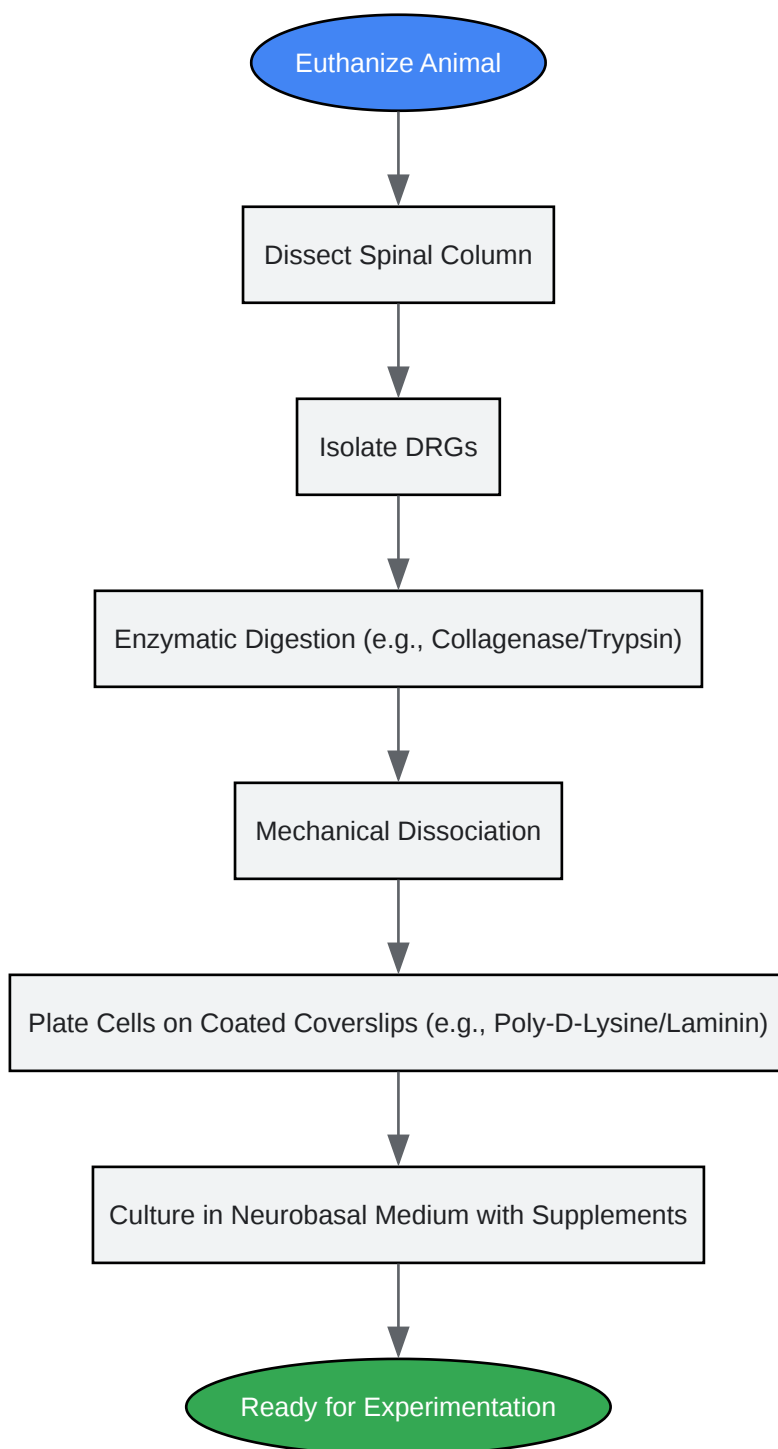 Euthanize Animal
Dissect Spinal Column
Isolate DRGs
Enzymatic Digestion (e.g., Collagenase/Trypsin)
Mechanical Dissociation
Plate Cells on Coated Coverslips (e.g., Poly-D-Lysine/Laminin)
Culture in Neurobasal Medium with Supplements
Ready for Experimentation